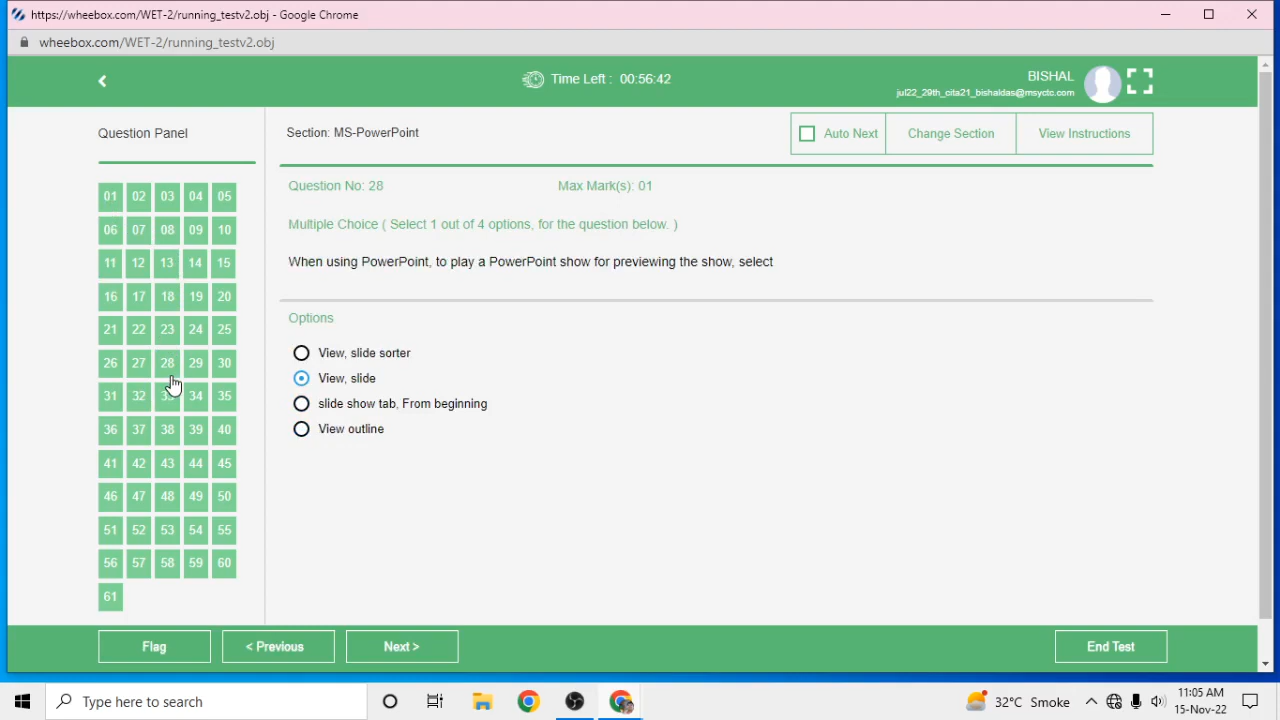 https://wheebox.com/WET-2/running_testv2.obj - Google Chrome
wheebox.com/WET-2/running_testv2.obj
Time Left : 00:56:42
BISHAL
jul22_29th_cita21_bishaldas@msyctc.com
Question Panel
Section: MS-PowerPoint
Auto Next
Change Section
View Instructions
01 02 03 04 05
06 07 08 09 10
11 12 13 14 15
16 17 18 19 20
21 22 23 24 25
26 27 28 29 30
31 32 33 34 35
36 37 38 39 40
41 42 43 44 45
46 47 48 49 50
51 52 53 54 55
56 57 58 59 60
61
Question No: 28
Max Mark(s): 01
Multiple Choice ( Select 1 out of 4 options, for the question below. )
When using PowerPoint, to play a PowerPoint show for previewing the show, select
Options
View, slide sorter
View, slide
slide show tab, From beginning
View outline
Flag
< Previous
Next >
End Test
Type here to search
32°C Smoke
11:05 AM
15-Nov-22